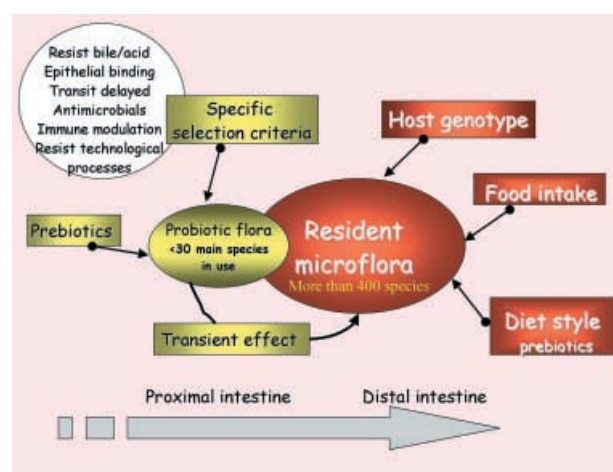 Resist bile/acid
Epithelial binding
Transit delayed
Antimicrobials
Immune modulation
Resist technological
processes
Specific
selection criteria
Host genotype
Food intake
Prebiotics
Probiotic flora
<30 main species
in use
Resident
microflora
More than 400 species
Diet style
prebiotics
Transient effect
Proximal intestine
Distal intestine